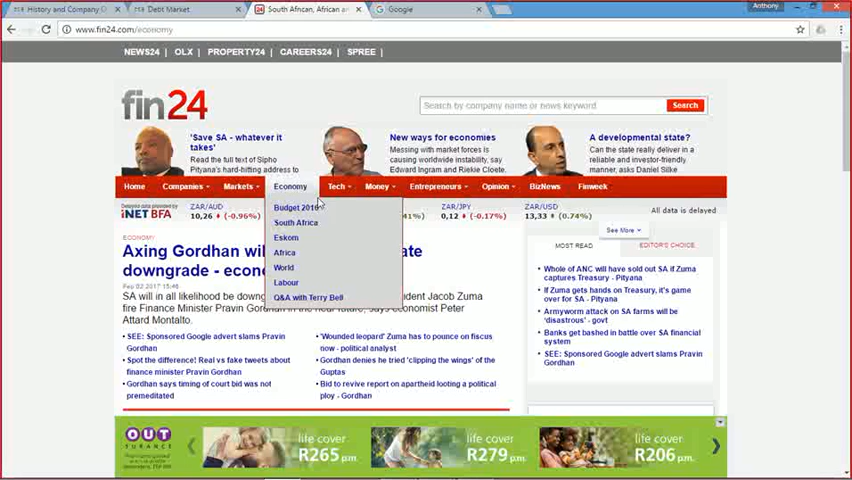 History and Company D
Debt Market
South African, African an
Google
Anthony
www.fin24.com/economy
NEWS24 | OLX | PROPERTY24 | CAREERS24 | SPREE |
fin24
Search by company name or news keyword
Search
'Save SA - whatever it
takes'
Read the full text of Sipho
Pityana's hard-hitting address to
New ways for economies
Messing with market forces is
causing worldwide instability, say
Edward Ingram and Riekie Cloete.
A developmental state?
Can the state really deliver in a
reliable and investor-friendly
manner, asks Daniel Silke
Home Companies Markets Economy Tech Money Entrepreneurs Opinion BizNews Finweek
Budget 2016
South Africa
Eskom
Africa
World
Labour
Q&A with Terry Bell
iNET BFA
ZAR/AUD
10,26 (-0.96%)
41%)
ZAR/JPY
0,12 (-0.17%)
ZAR/USD
13,33 (0.74%)
All data is delayed
See More
ECONOMY
Axing Gordhan wil
downgrade - econo
ate
Feb 02 2017 15:46
SA will in all likelihood be down
ident Jacob Zuma
fire Finance Minister Pravin Gordhan
says economist Peter
Attard Montalto.
SEE: Sponsored Google advert slams Pravin
Gordhan
Spot the difference! Real vs fake tweets about
finance minister Pravin Gordhan
Gordhan says timing of court bid was not
premeditated
'Wounded leopard' Zuma has to pounce on fiscus
now - political analyst
Gordhan denies he tried 'clipping the wings' of the
Guptas
Bid to revive report on apartheid looting a political
ploy - Gordhan
MOST READ
EDITOR'S CHOICE
Whole of ANC will have sold out SA if Zuma
captures Treasury - Pityana
If Zuma gets hands on Treasury, it's game
over for SA - Pityana
Armyworm attack on SA farms will be
'disastrous' - govt
Banks get bashed in battle over SA financial
system
SEE: Sponsored Google advert slams Pravin
Gordhan
OUT
SURANCE
life cover
R265 p.m.
life cover
R279 p.m.
life cover
R206 p.m.